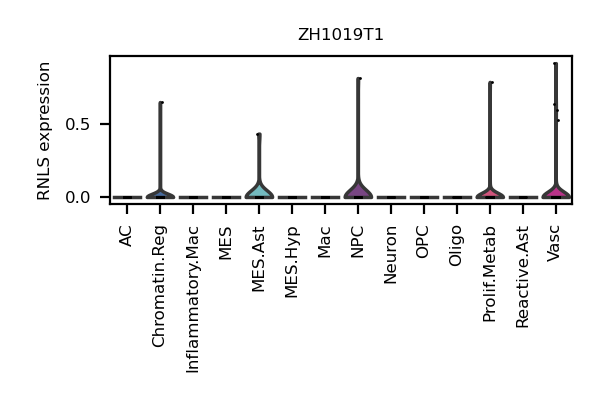 ZH1019T1
RNLS expression
0.5
0.0
AC
Chromatin.Reg
Inflammatory.Mac
MES
MES.Ast
MES.Hyp
Mac
NPC
Neuron
OPC
Oligo
Prolif.Metab
Reactive.Ast
Vasc